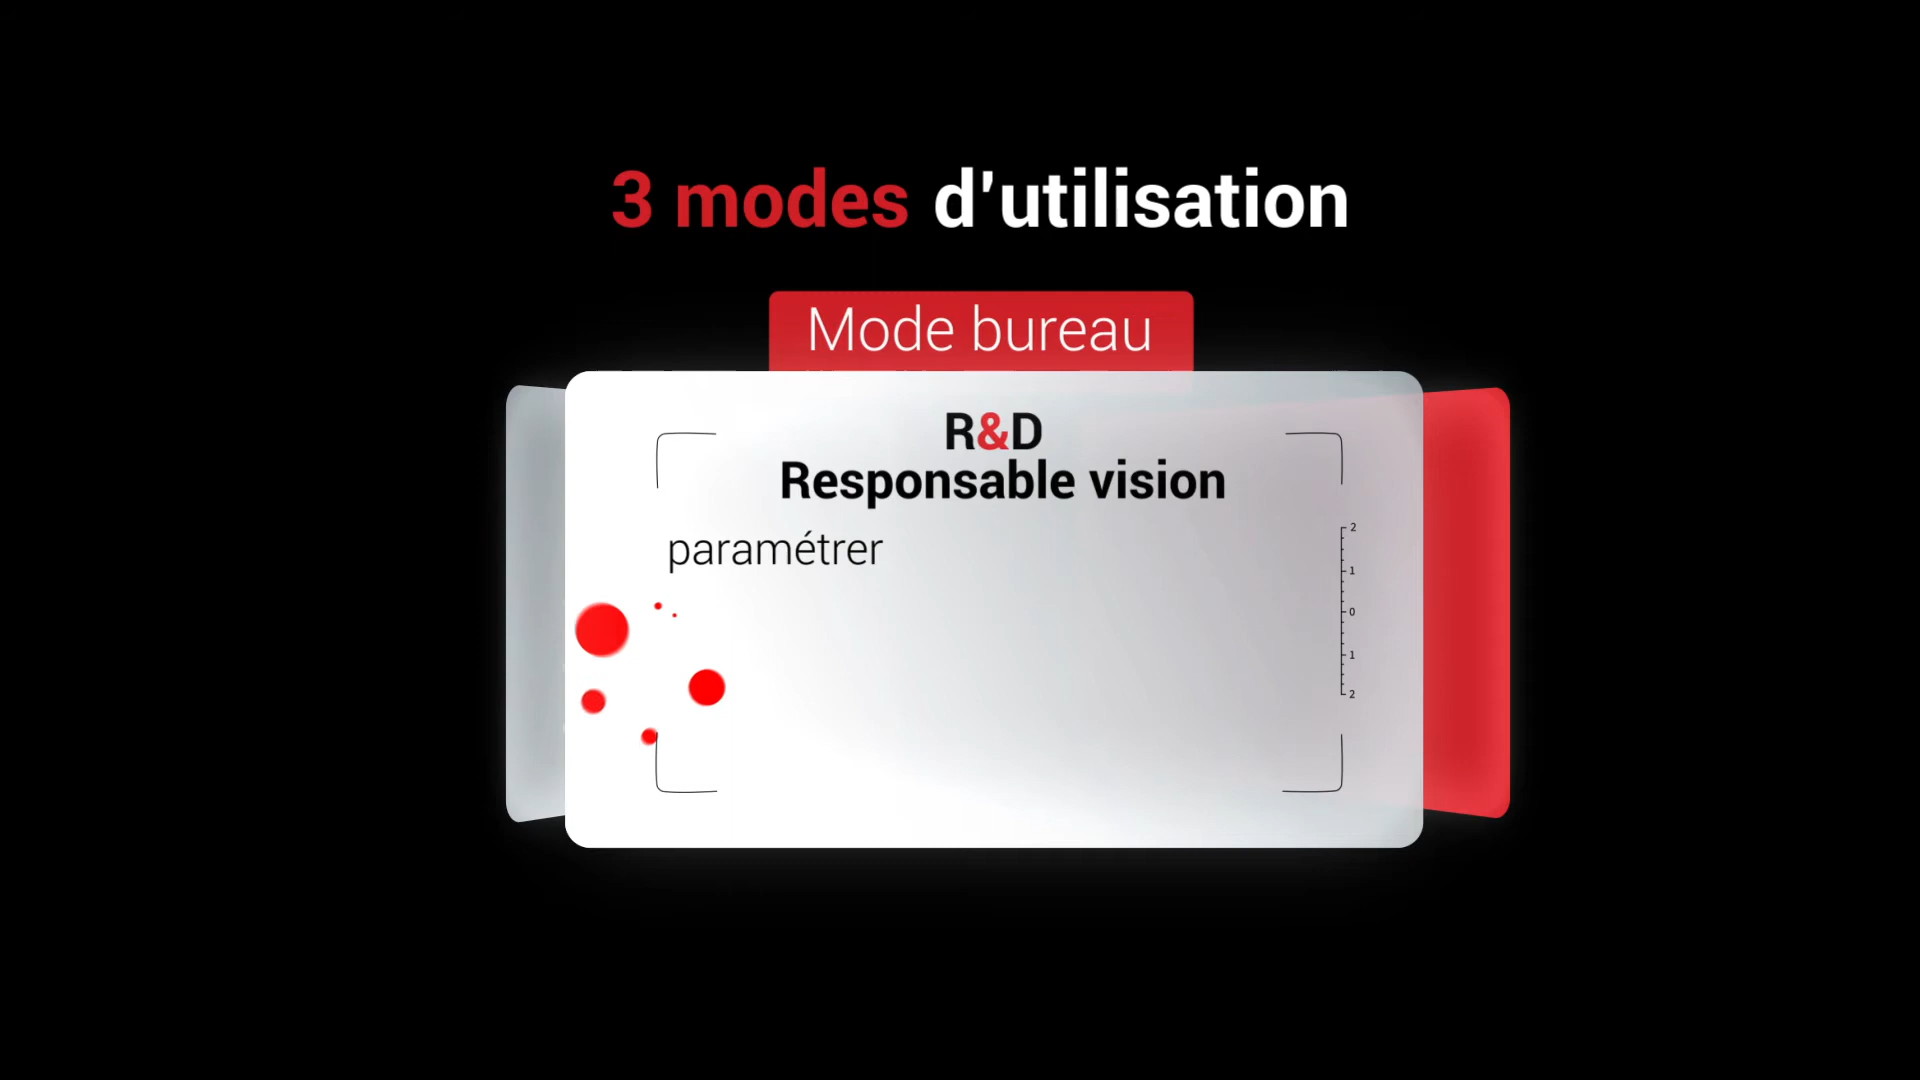 3 modes d'utilisation
Mode bureau
R&D
Responsable vision
paramétrer
2
1
0
1
2